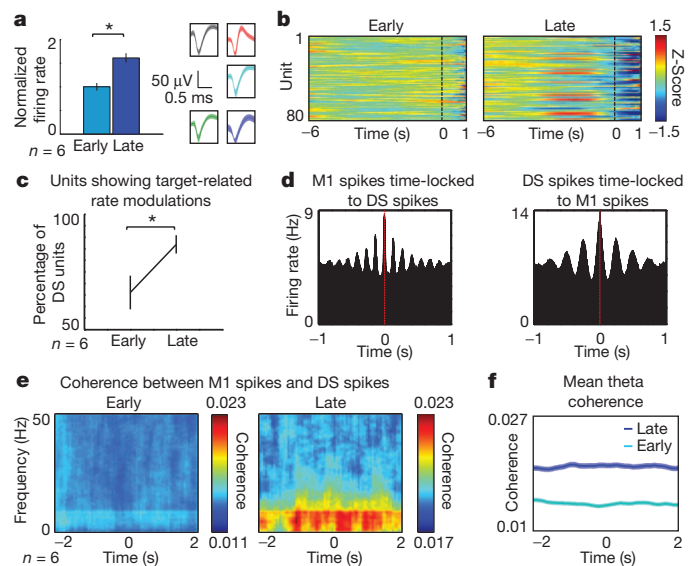 a
Normalized
firing rate
2
1
0
*
n = 6
Early Late
50 μV
0.5 ms
b
Early
Late
Unit
1
80
−6
Time (s)
0
1
−6
Time (s)
0
1
1.5
Z-Score
−1.5
c
Units showing target-related
rate modulations
Percentage of
DS units
100
50
*
n = 6
Early
Late
d
M1 spikes time-locked
to DS spikes
Firing rate (Hz)
9
0
−1
0
1
Time (s)
DS spikes time-locked
to M1 spikes
14
0
−1
0
1
Time (s)
e
Coherence between M1 spikes and DS spikes
Early
Frequency (Hz)
50
0
−2
0
2
Time (s)
n = 6
0.023
Coherence
0.011
Late
−2
0
2
Time (s)
0.023
Coherence
0.017
f
Mean theta
coherence
Coherence
0.027
0.01
Late
Early
−2
0
2
Time (s)